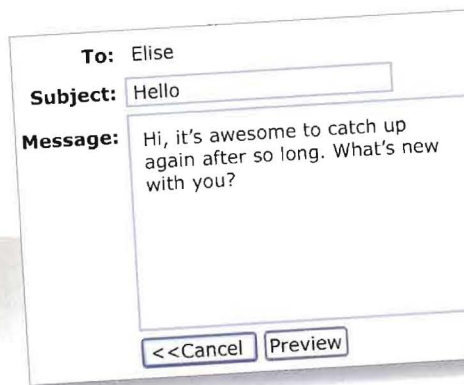 To: Elise
Subject: Hello
Message: Hi, it's awesome to catch up
again after so long. What's new
with you?
<<Cancel Preview